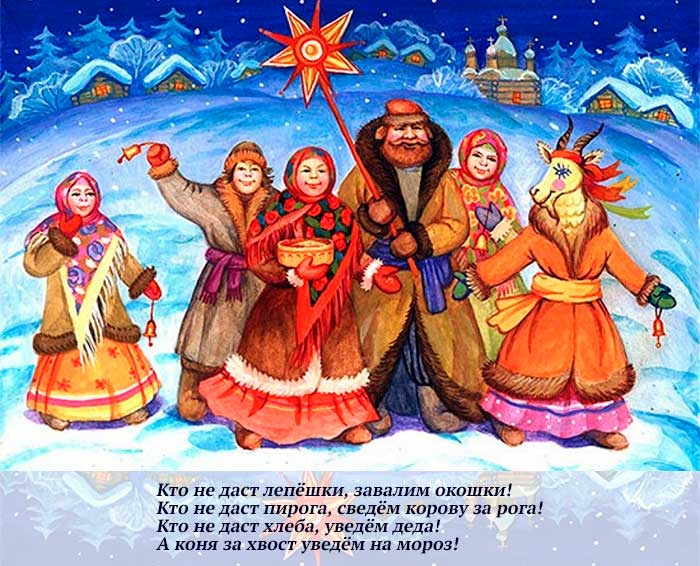 Кто не даст лепёшки, завалим окошки!
Кто не даст пирога, сведём корову за рога!
Кто не даст хлеба, уведём деда!
А коня за хвост уведём на мороз!